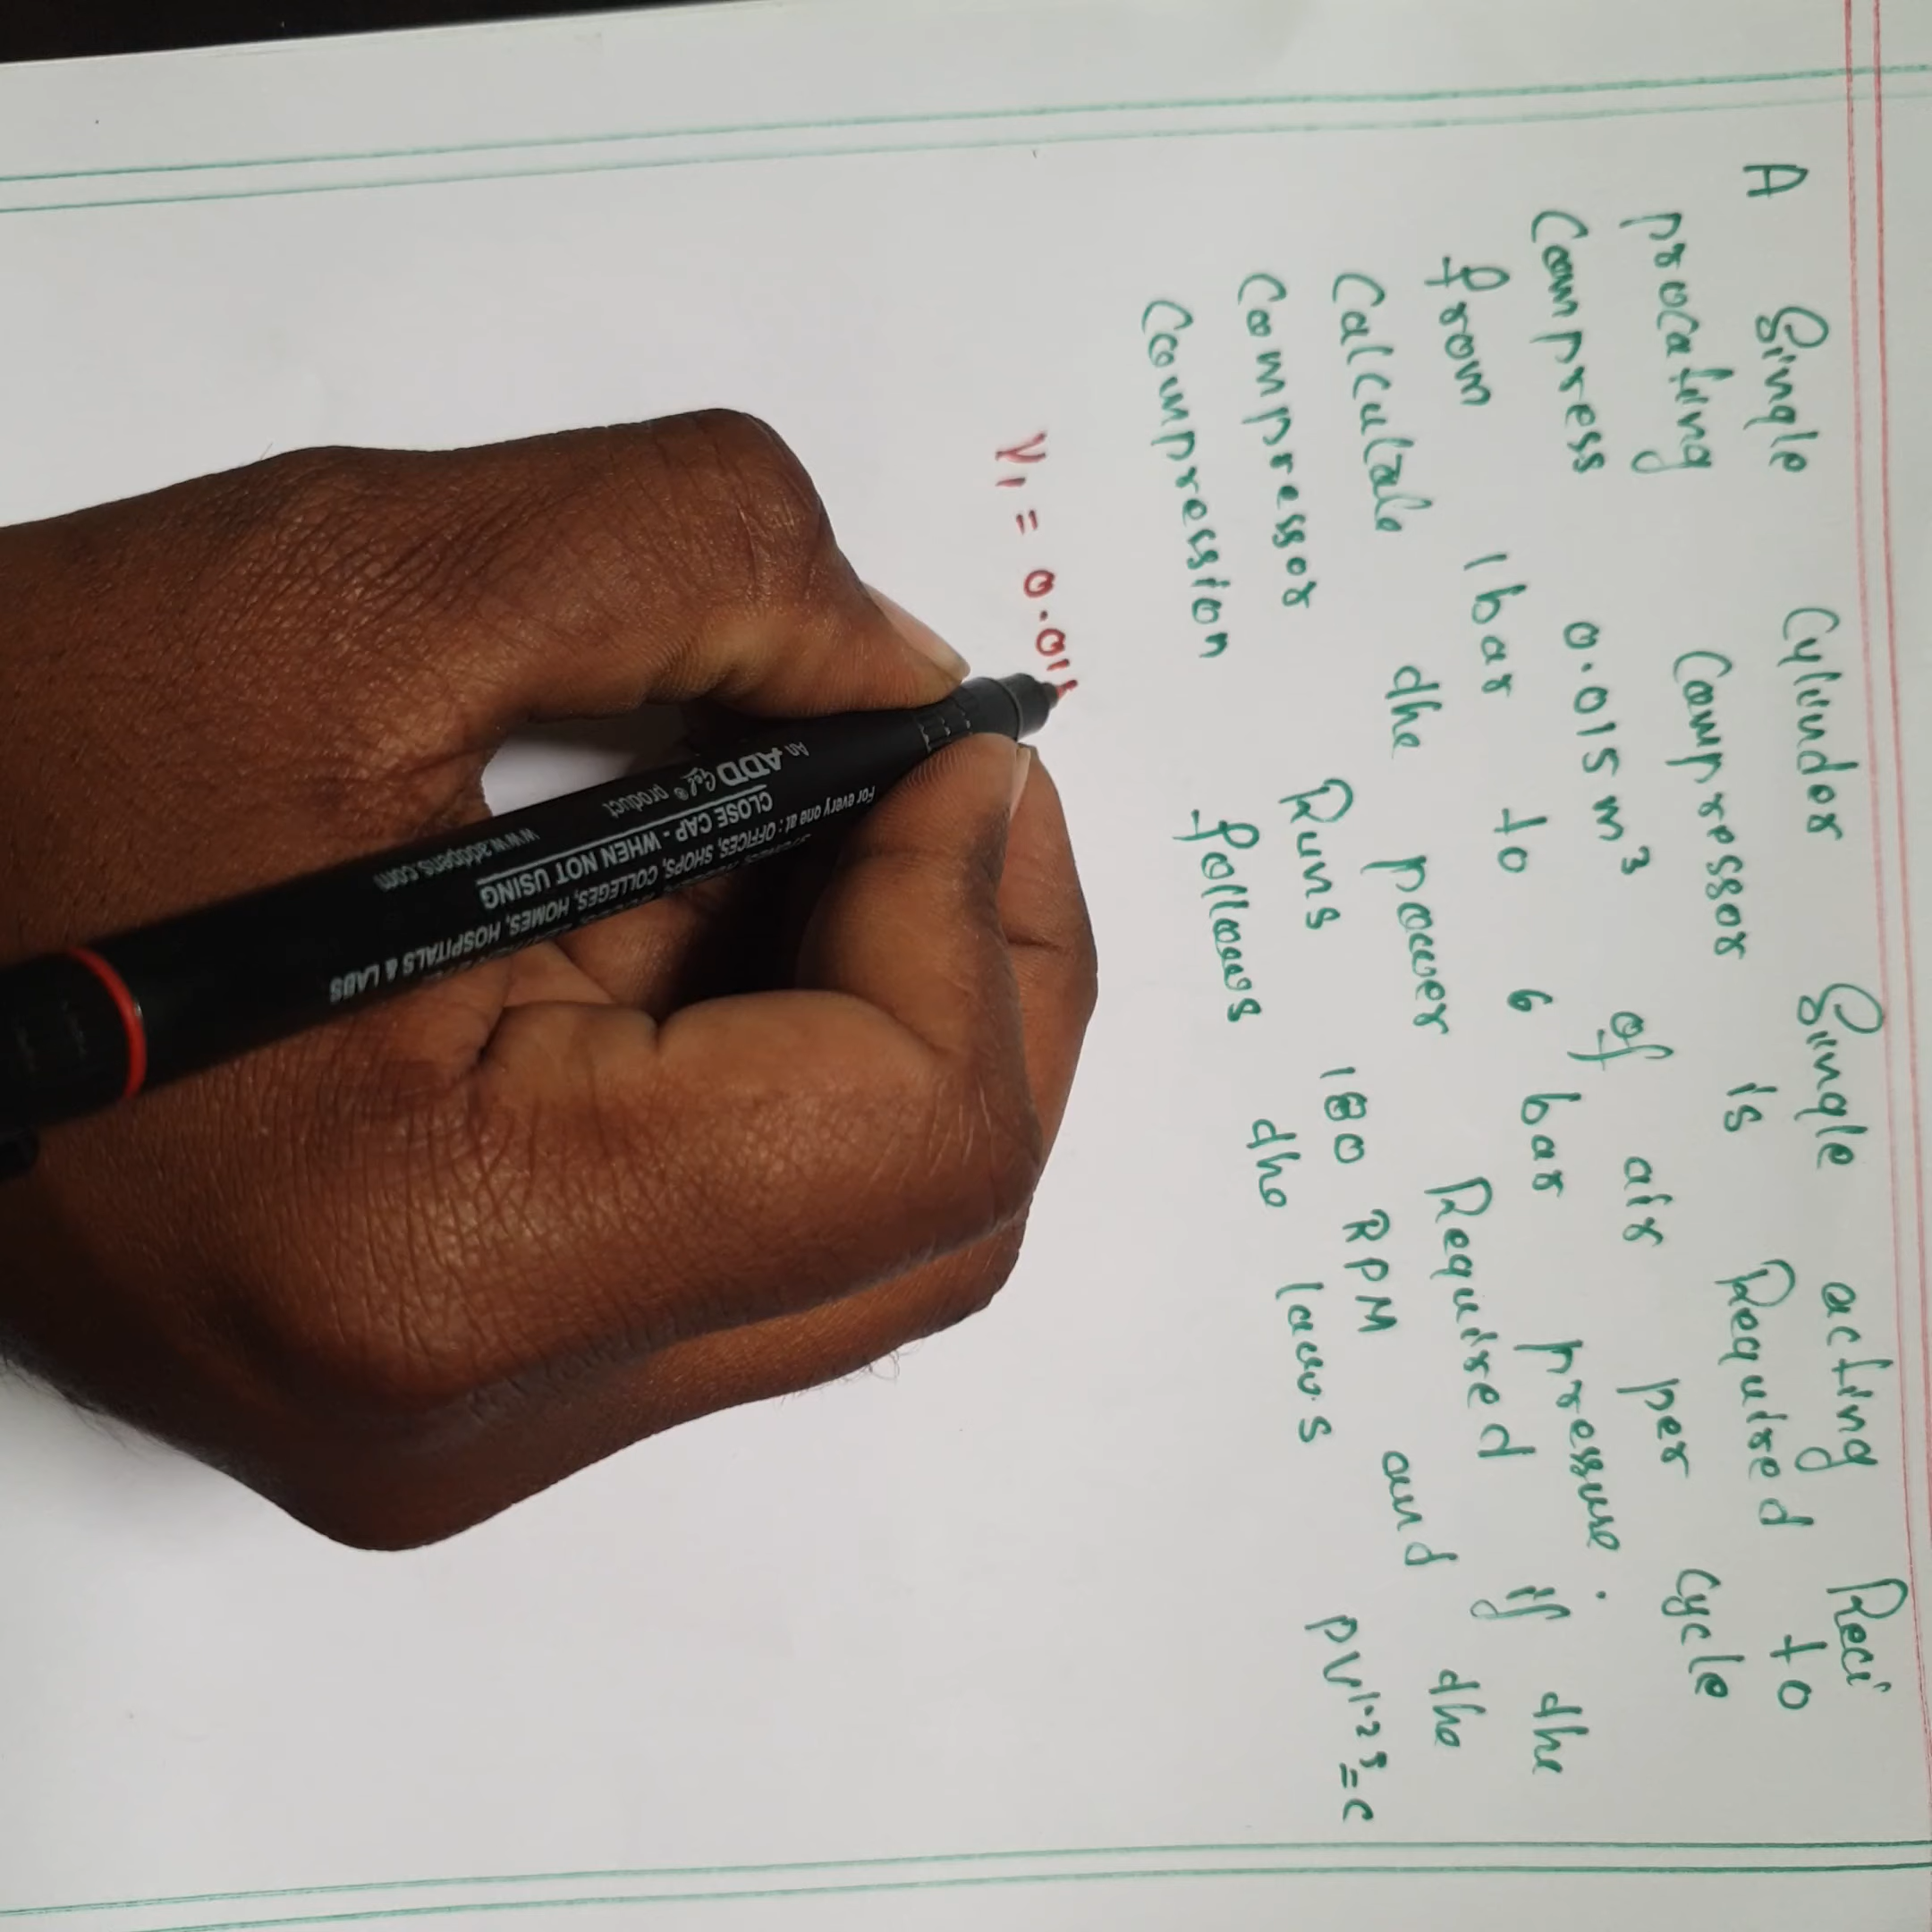 A Single Cylinder Single acting Reci
procating Compressor is Required to
Compress 0.015 m³ of air per cycle
from 1 bar to 6 bar pressure.
Calculate the power Required if the
Compressor Runs 180 RPM and the
Compression follows the laws PV¹·²⁵=C
V₁ = 0.01
An ADD Gel® product
www.addpens.com
CLOSE CAP - WHEN NOT USING
For every one at : OFFICES, SHOPS, COLLEGES, HOMES, HOSPITALS & LABS